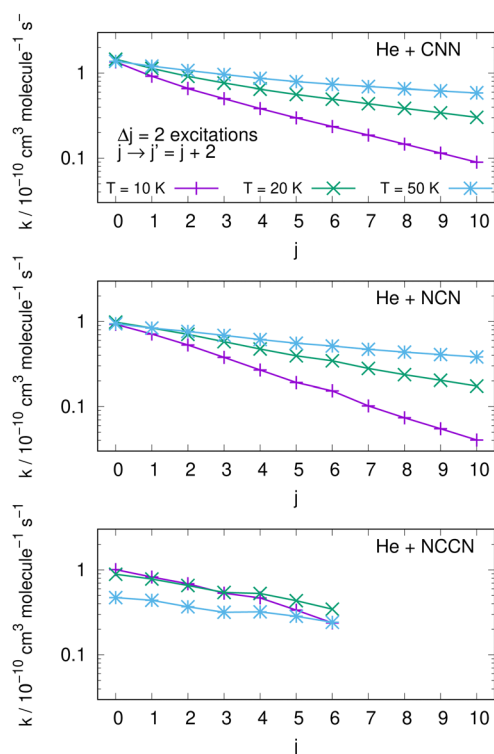 He + CNN
k / 10⁻¹⁰ cm³ molecule⁻¹ s⁻
1
0.1
Δj = 2 excitations
j → j' = j + 2
T = 10 K
T = 20 K
T = 50 K
0 1 2 3 4 5 6 7 8 9 10
j
He + NCN
k / 10⁻¹⁰ cm³ molecule⁻¹ s⁻¹
1
0.1
0 1 2 3 4 5 6 7 8 9 10
j
He + NCCN
k / 10⁻¹⁰ cm³ molecule⁻¹ s⁻¹
1
0.1
0 1 2 3 4 5 6 7 8 9 10
j